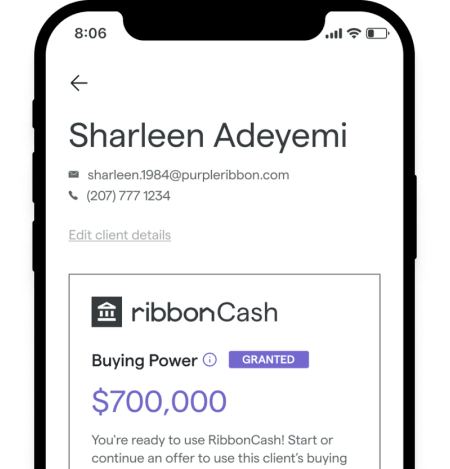 8:06
Sharleen Adeyemi
sharleen.1984@purpleribbon.com
(207) 777 1234
Edit client details
ribbonCash
Buying Power GRANTED
$700,000
You're ready to use RibbonCash! Start or
continue an offer to use this client's buying